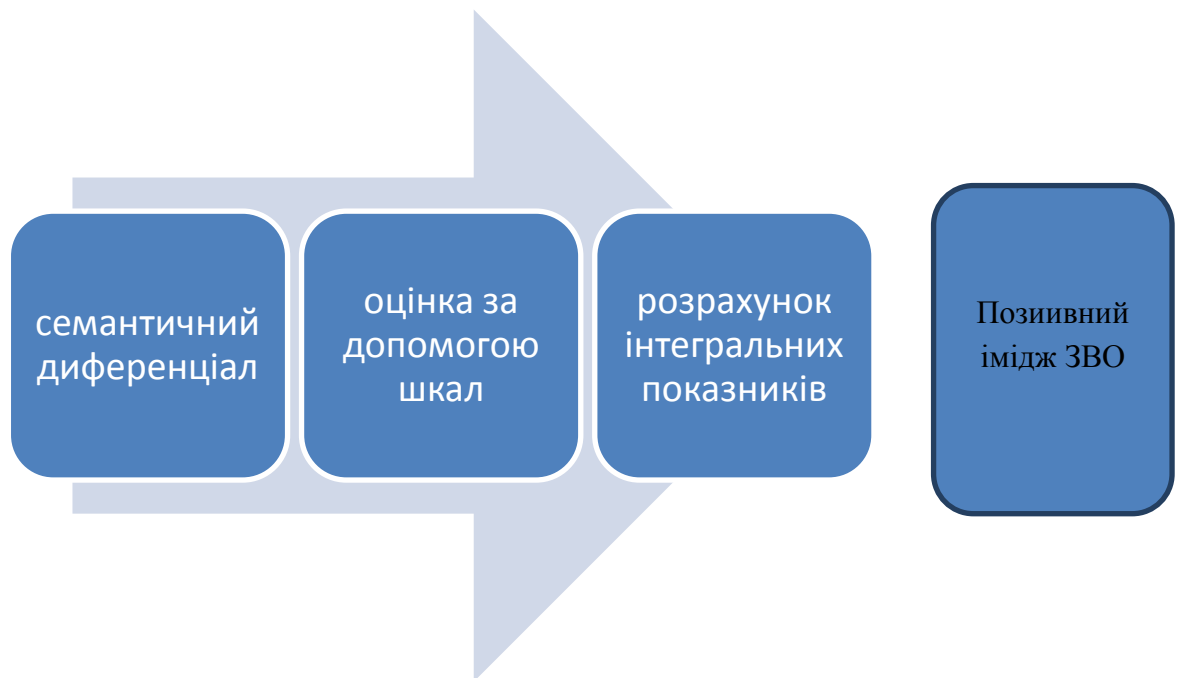 семантичний
диференціал
оцінка за
допомогою
шкал
розрахунок
інтегральних
показників
Позиивний
імідж ЗВО